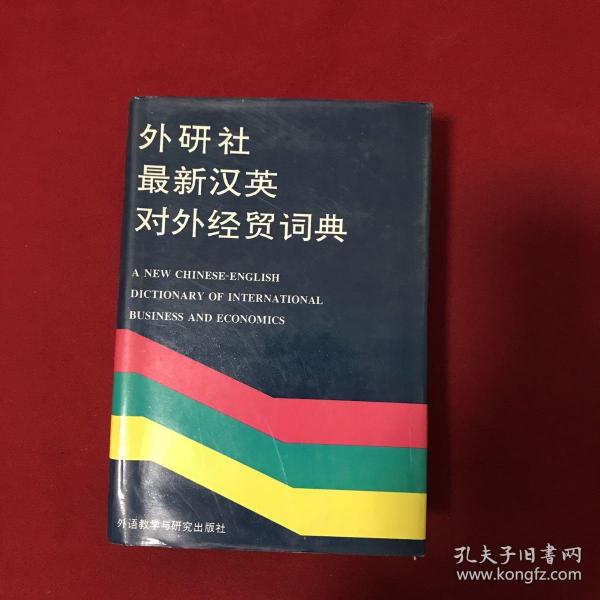 外研社
最新汉英
对外经贸词典
A NEW CHINESE-ENGLISH
DICTIONARY OF INTERNATIONAL
BUSINESS AND ECONOMICS
外语教学与研究出版社
孔夫子旧书网
www.kongfz.com